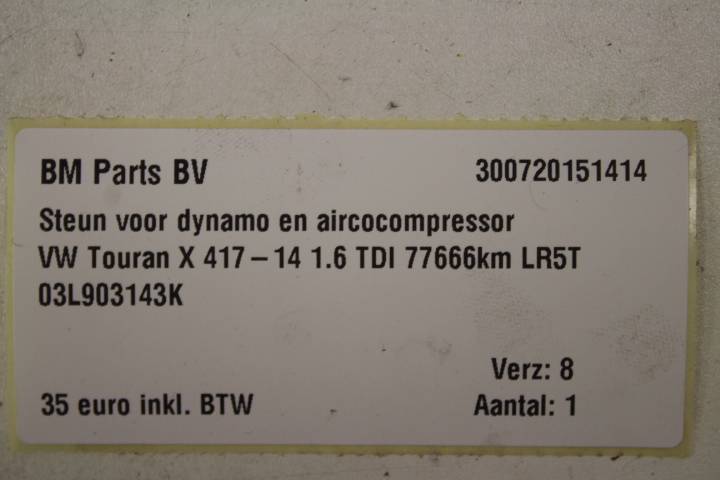 BM Parts BV 300720151414
Steun voor dynamo en aircocompressor
VW Touran X 417-14 1.6 TDI 77666km LR5T
03L903143K
Verz: 8
35 euro inkl. BTW Aantal: 1